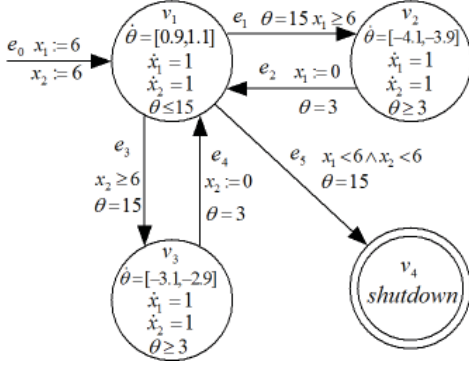 v₁
θ̇=[0.9,1.1]
ẋ₁ = 1
ẋ₂ = 1
θ≤15
e₀ x₁:=6
x₂:=6
e₁ θ=15 x₁≥6
e₂ x₁:=0
θ=3
v₂
θ̇=[−4.1,−3.9]
ẋ₁ = 1
ẋ₂ = 1
θ≥3
e₃
x₂≥6
θ=15
e₄
x₂:=0
θ=3
e₅ x₁<6∧x₂<6
θ=15
v₃
θ̇=[−3.1,−2.9]
ẋ₁ = 1
ẋ₂ = 1
θ≥3
v₄
shutdown